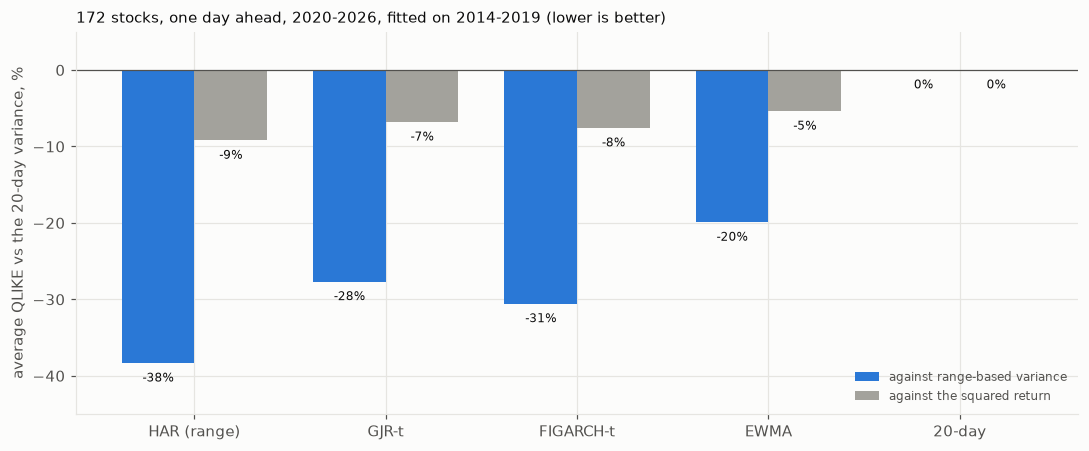 172 stocks, one day ahead, 2020-2026, fitted on 2014-2019 (lower is better)
average QLIKE vs the 20-day variance, %
0
−10
−20
−30
−40
-38%
-9%
-28%
-7%
-31%
-8%
-20%
-5%
0%
0%
against range-based variance
against the squared return
HAR (range)
GJR-t
FIGARCH-t
EWMA
20-day